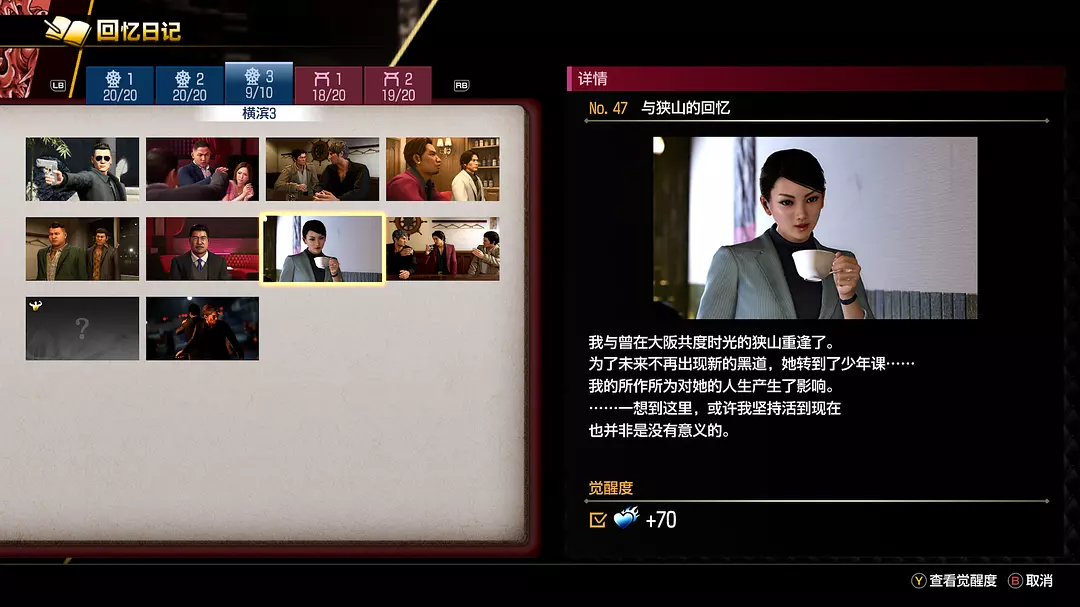 回忆日记
LB
1
20/20
2
20/20
3
9/10
1
18/20
2
19/20
RB
横滨3
?
详情
No. 47 与狭山的回忆
我与曾在大阪共度时光的狭山重逢了。
为了未来不再出现新的黑道，她转到了少年课……
我的所作所为对她的人生产生了影响。
……一想到这里，或许我坚持活到现在
也并非是没有意义的。
觉醒度
+70
Y 查看觉醒度 B 取消